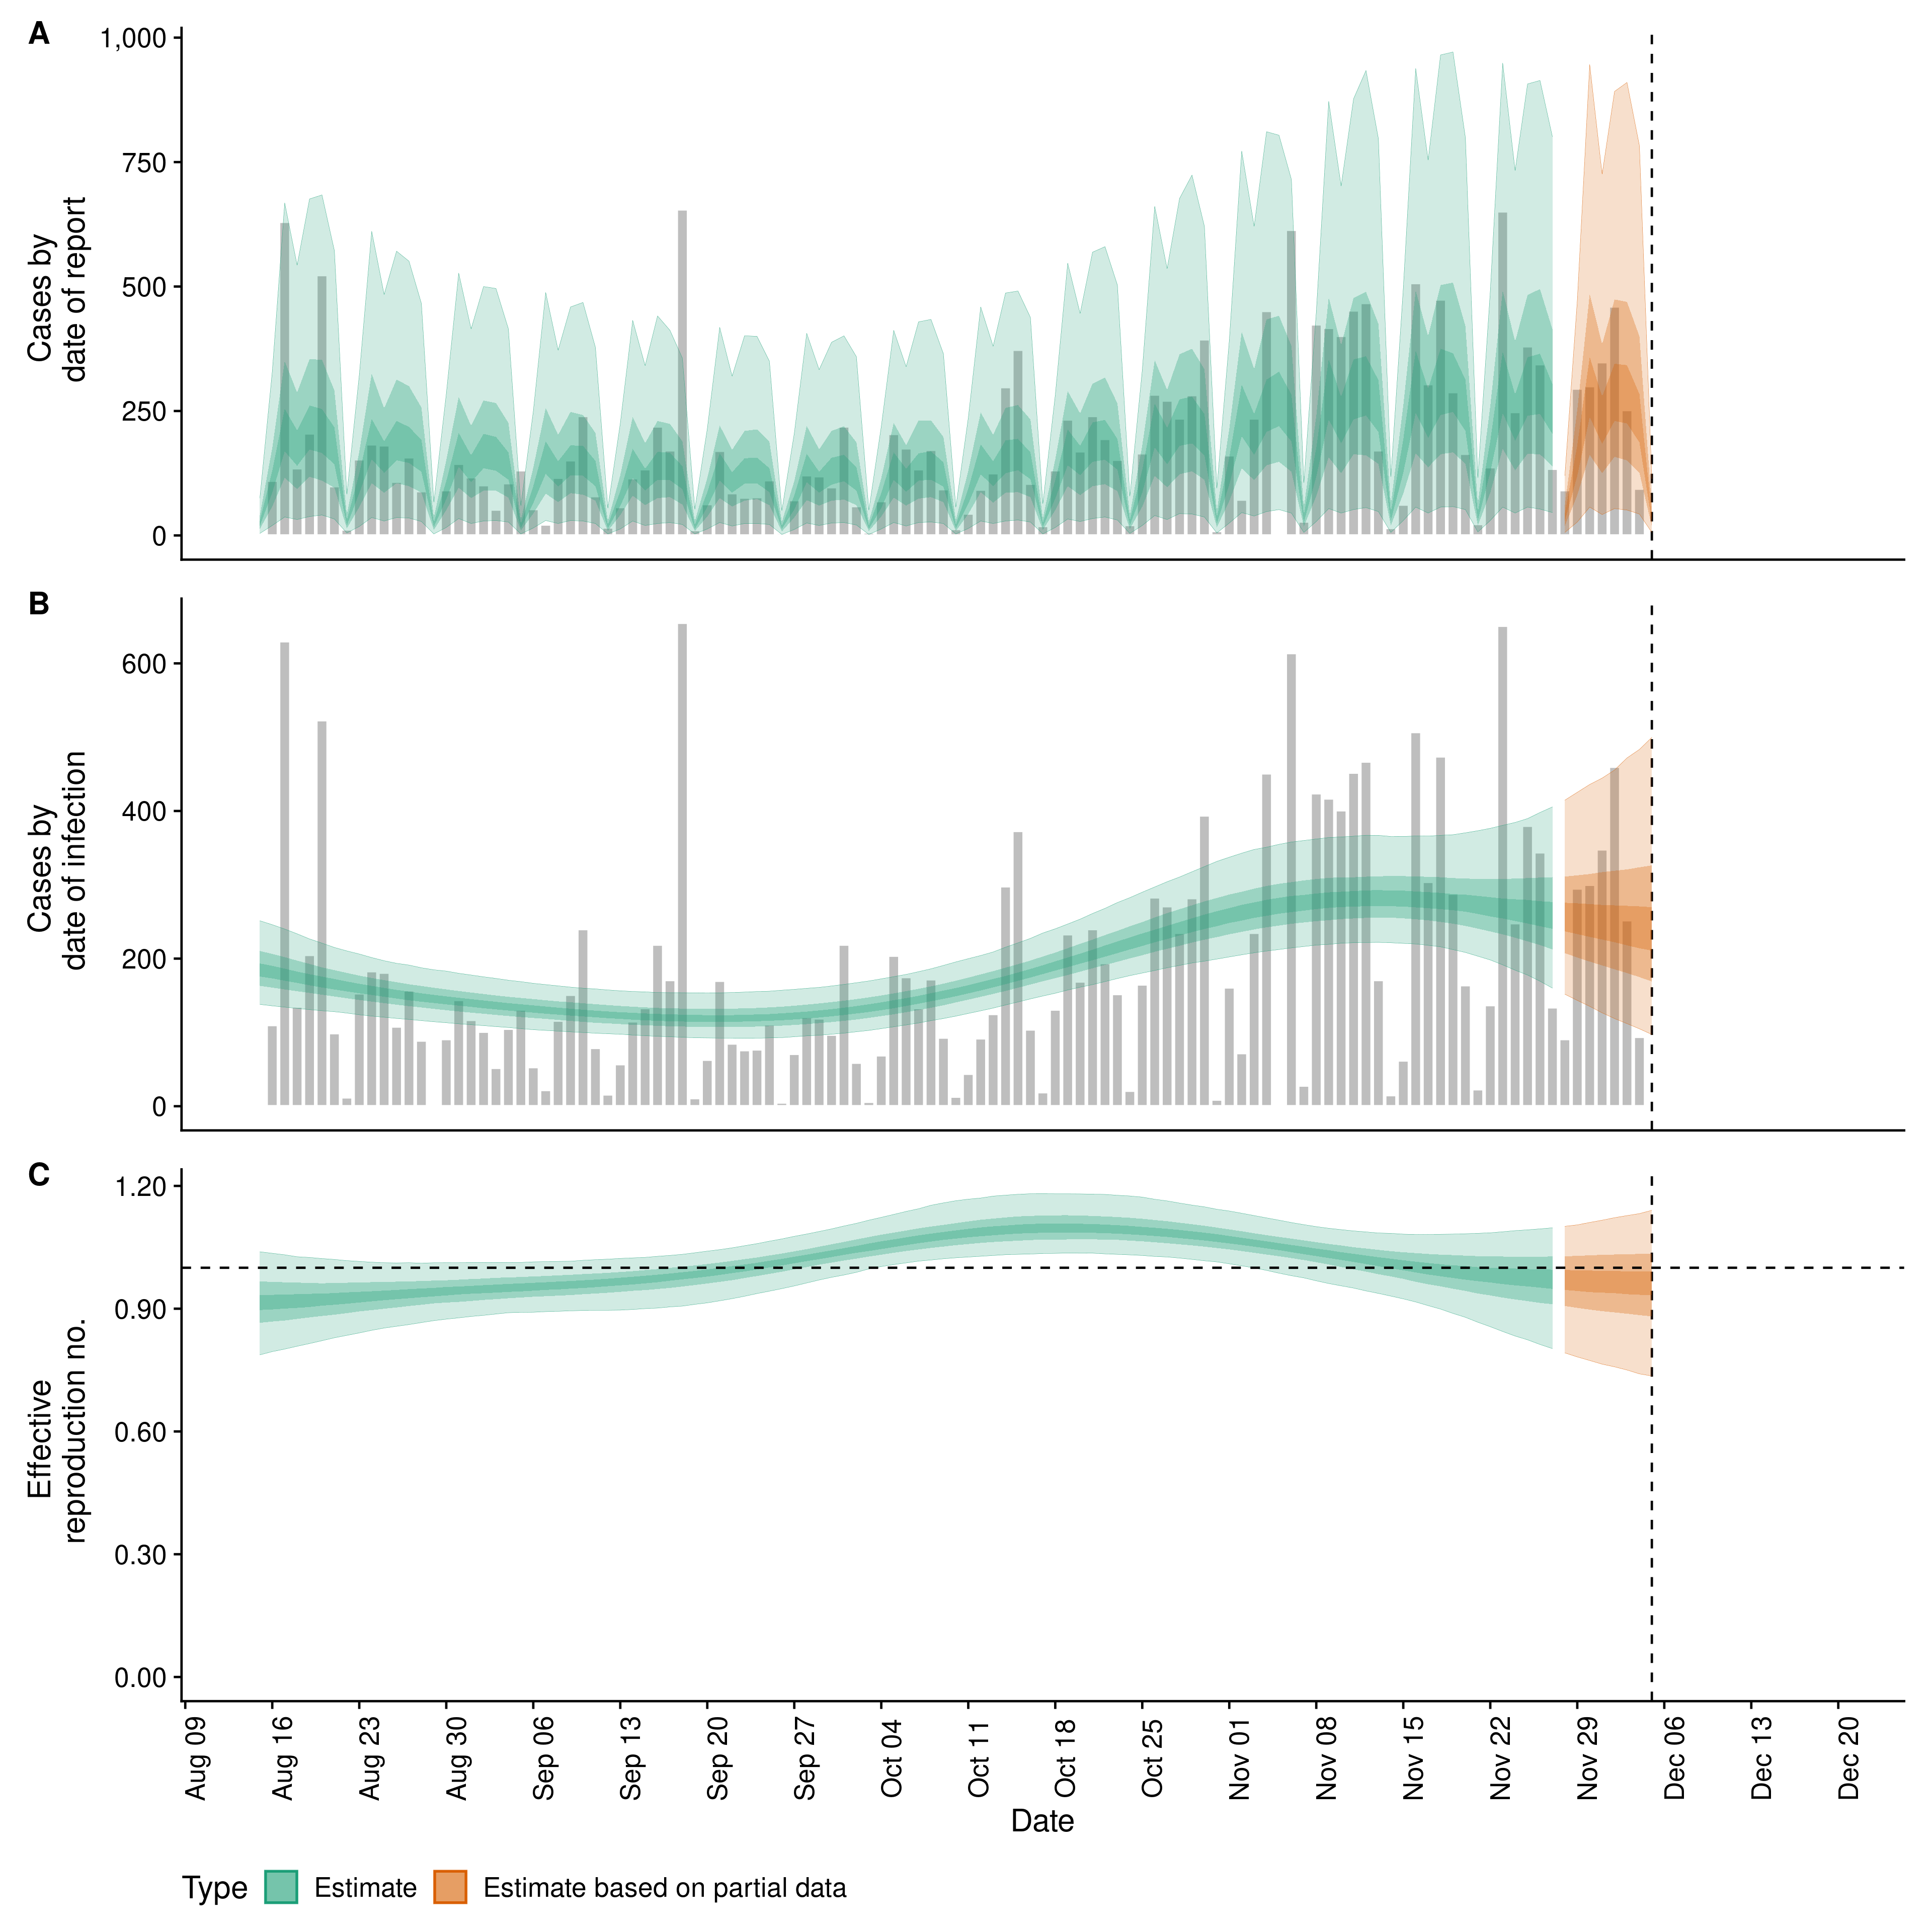 A
1,000
750
500
250
0
Cases by
date of report
B
600
400
200
0
Cases by
date of infection
C
1.20
0.90
0.60
0.30
0.00
Effective
reproduction no.
Aug 09
Aug 16
Aug 23
Aug 30
Sep 06
Sep 13
Sep 20
Sep 27
Oct 04
Oct 11
Oct 18
Oct 25
Nov 01
Nov 08
Nov 15
Nov 22
Nov 29
Dec 06
Dec 13
Dec 20
Date
Type Estimate Estimate based on partial data